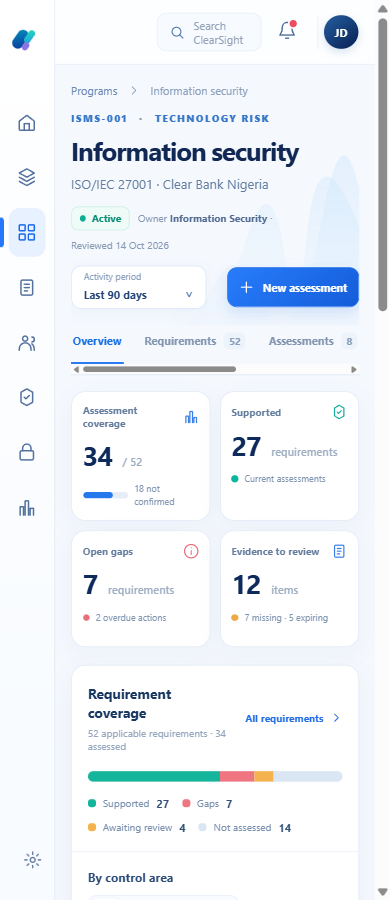 Search
ClearSight
JD
Programs > Information security
ISMS-001 · TECHNOLOGY RISK
Information security
ISO/IEC 27001 · Clear Bank Nigeria
Active Owner Information Security ·
Reviewed 14 Oct 2026
Activity period
Last 90 days
+ New assessment
Overview Requirements 52 Assessments 8
Assessment
coverage
34 / 52
18 not
confirmed
Supported
27 requirements
Current assessments
Open gaps
7 requirements
2 overdue actions
Evidence to review
12 items
7 missing · 5 expiring
Requirement
coverage
52 applicable requirements · 34
assessed
All requirements >
Supported 27 Gaps 7
Awaiting review 4 Not assessed 14
By control area